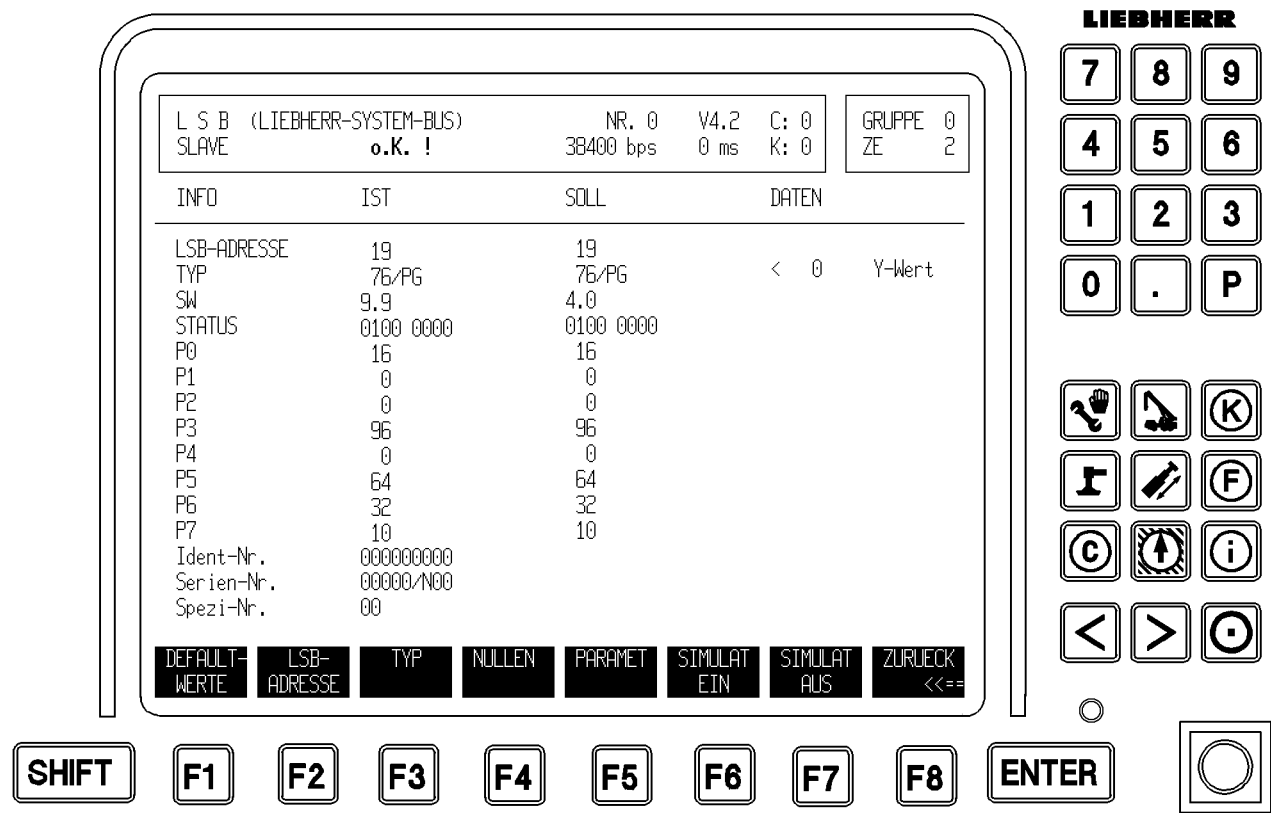 LIEBHERR
L S B (LIEBHERR-SYSTEM-BUS) NR. 0 V4.2 C: 0 GRUPPE 0
SLAVE o.K. ! 38400 bps 0 ms K: 0 ZE 2
INFO IST SOLL DATEN
LSB-ADRESSE 19 19
TYP 76/PG 76/PG < 0 Y-Wert
SW 9.9 4.0
STATUS 0100 0000 0100 0000
P0 16 16
P1 0 0
P2 0 0
P3 96 96
P4 0 0
P5 64 64
P6 32 32
P7 10 10
Ident-Nr. 000000000
Serien-Nr. 00000/N00
Spezi-Nr. 00
DEFAULT- LSB- TYP NULLEN PARAMET SIMULAT SIMULAT ZURUECK
WERTE ADRESSE EIN AUS <<==
7 8 9
4 5 6
1 2 3
0 . P
K
F
C i
< >
SHIFT F1 F2 F3 F4 F5 F6 F7 F8 ENTER